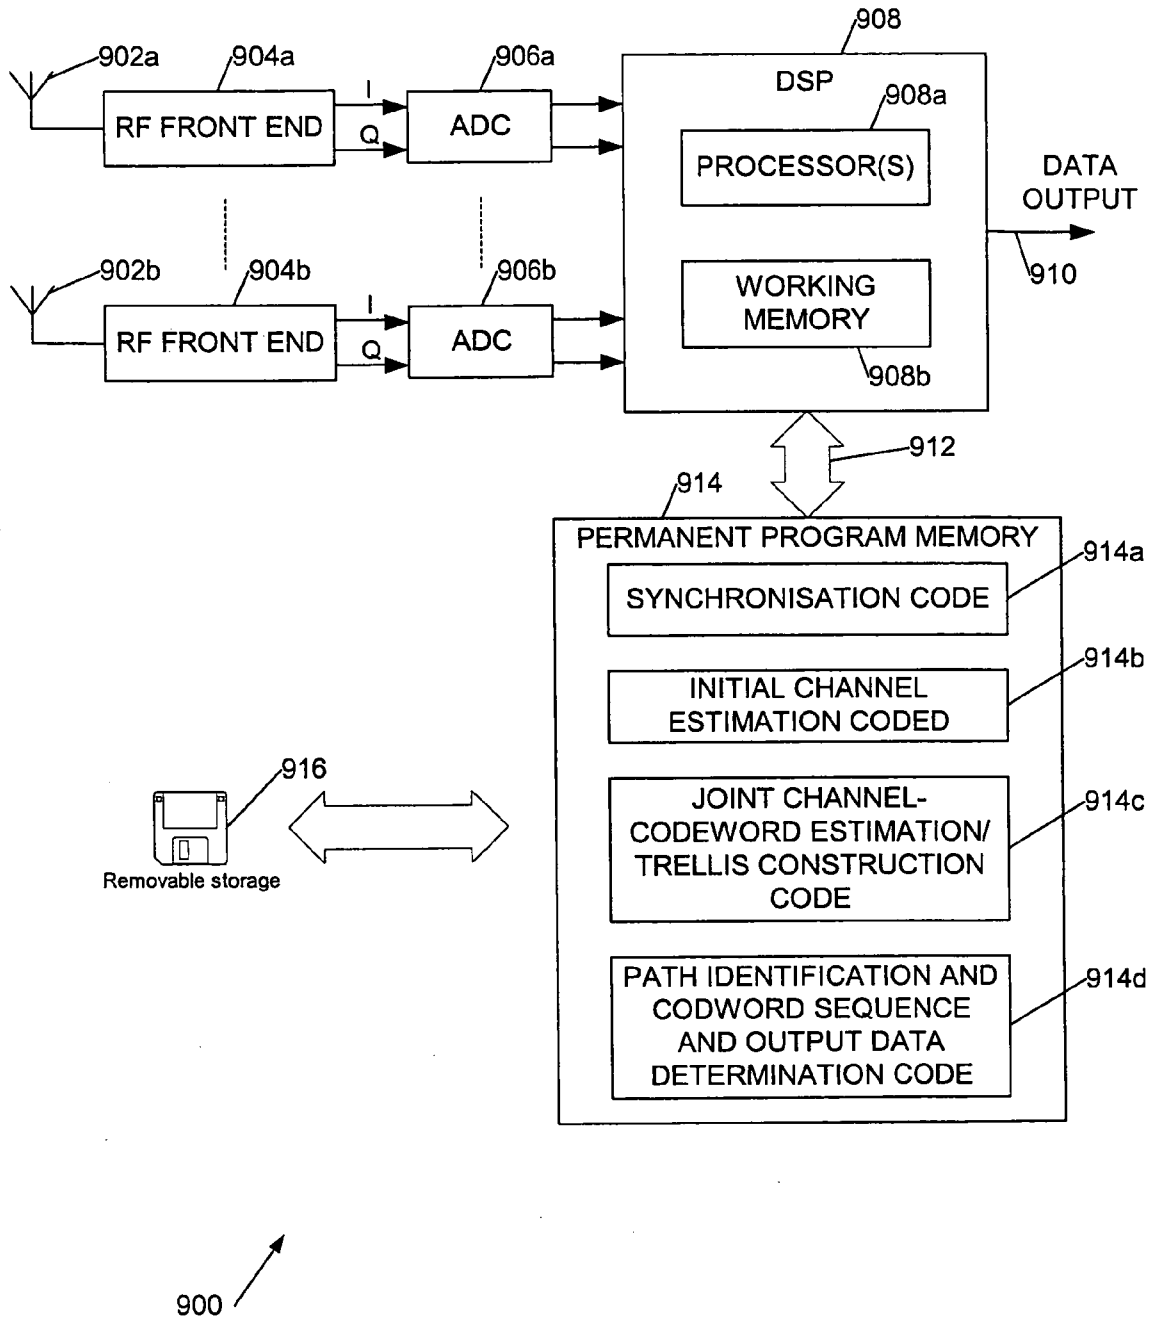 908
902a
904a
906a
DSP
908a
I
RF FRONT END
Q
ADC
PROCESSOR(S)
DATA
OUTPUT
902b
904b
906b
910
WORKING
MEMORY
I
RF FRONT END
Q
ADC
908b
912
914
PERMANENT PROGRAM MEMORY
914a
SYNCHRONISATION CODE
914b
INITIAL CHANNEL
ESTIMATION CODED
916
Removable storage
JOINT CHANNEL-
CODEWORD ESTIMATION/
TRELLIS CONSTRUCTION
CODE
914c
PATH IDENTIFICATION AND
CODWORD SEQUENCE
AND OUTPUT DATA
DETERMINATION CODE
914d
900